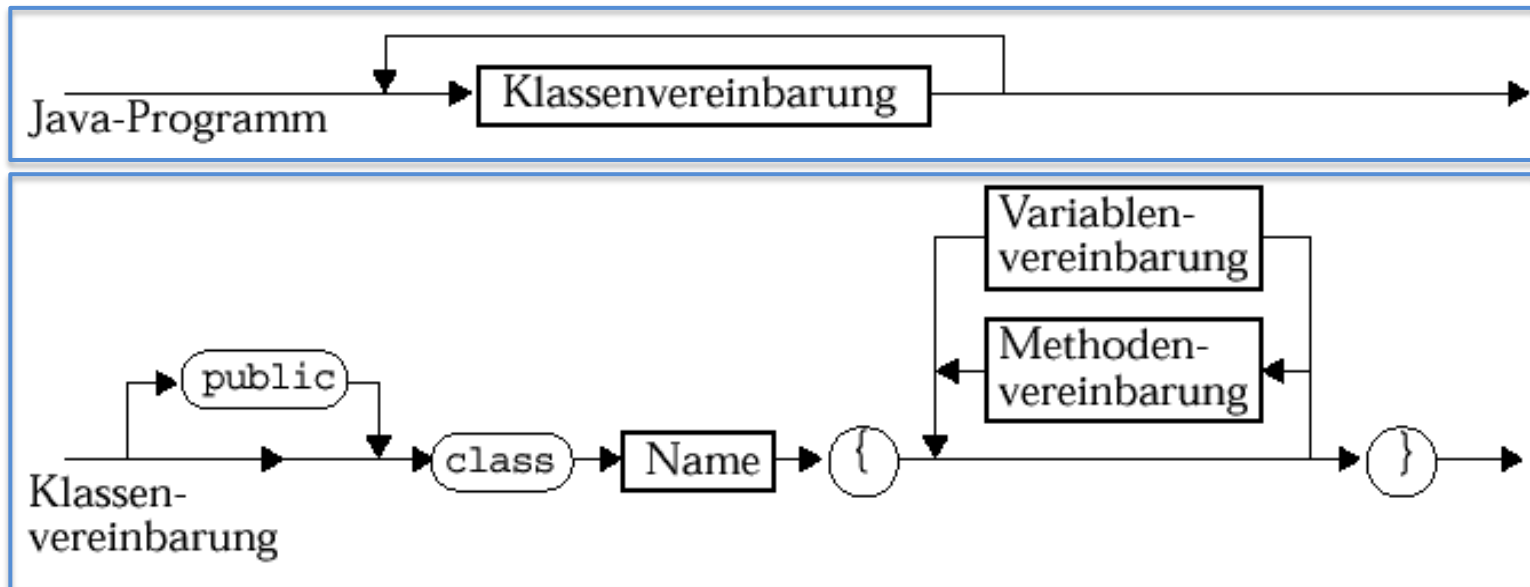 Klassenvereinbarung
Java-Programm
Variablen-
vereinbarung
Methoden-
vereinbarung
public
class
Name
{
}
Klassen-
vereinbarung